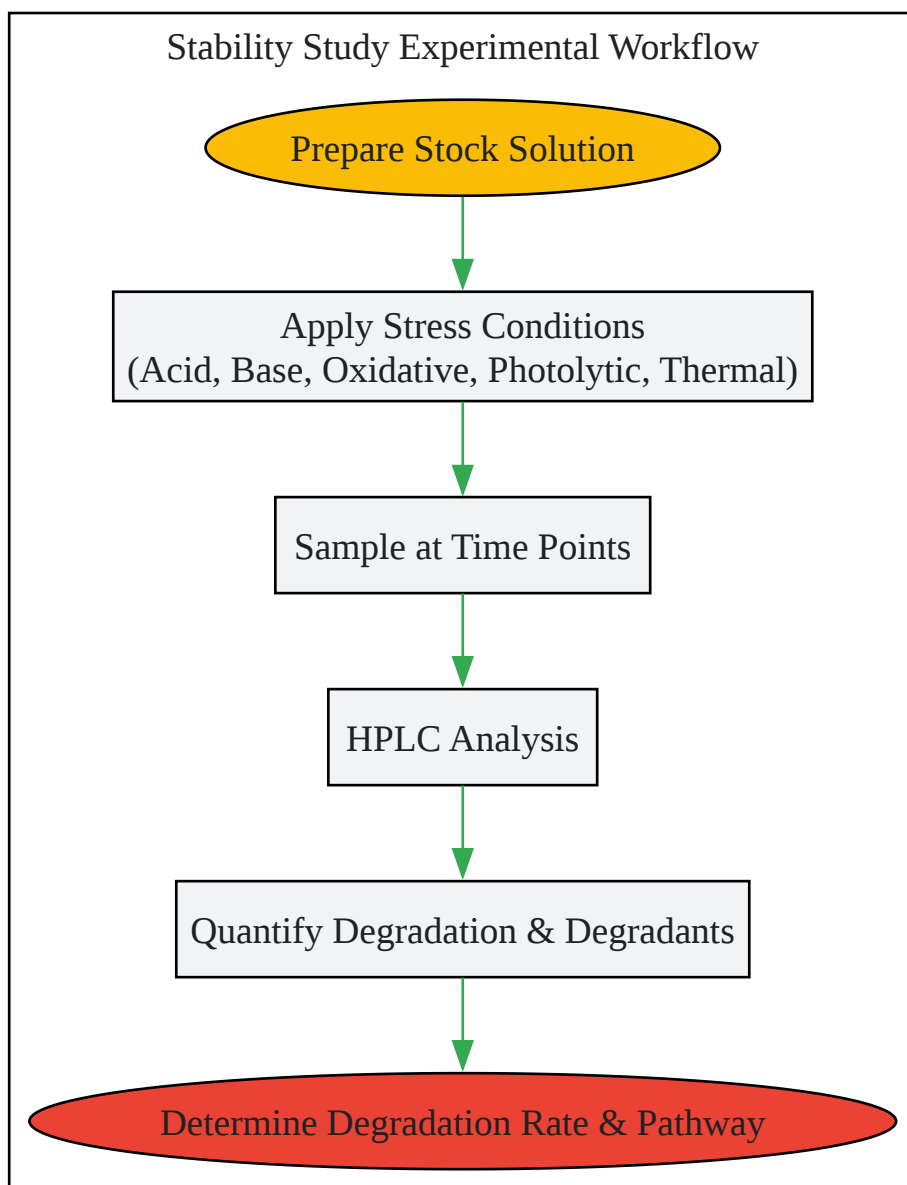 Stability Study Experimental Workflow
Prepare Stock Solution
Apply Stress Conditions
(Acid, Base, Oxidative, Photolytic, Thermal)
Sample at Time Points
HPLC Analysis
Quantify Degradation & Degradants
Determine Degradation Rate & Pathway